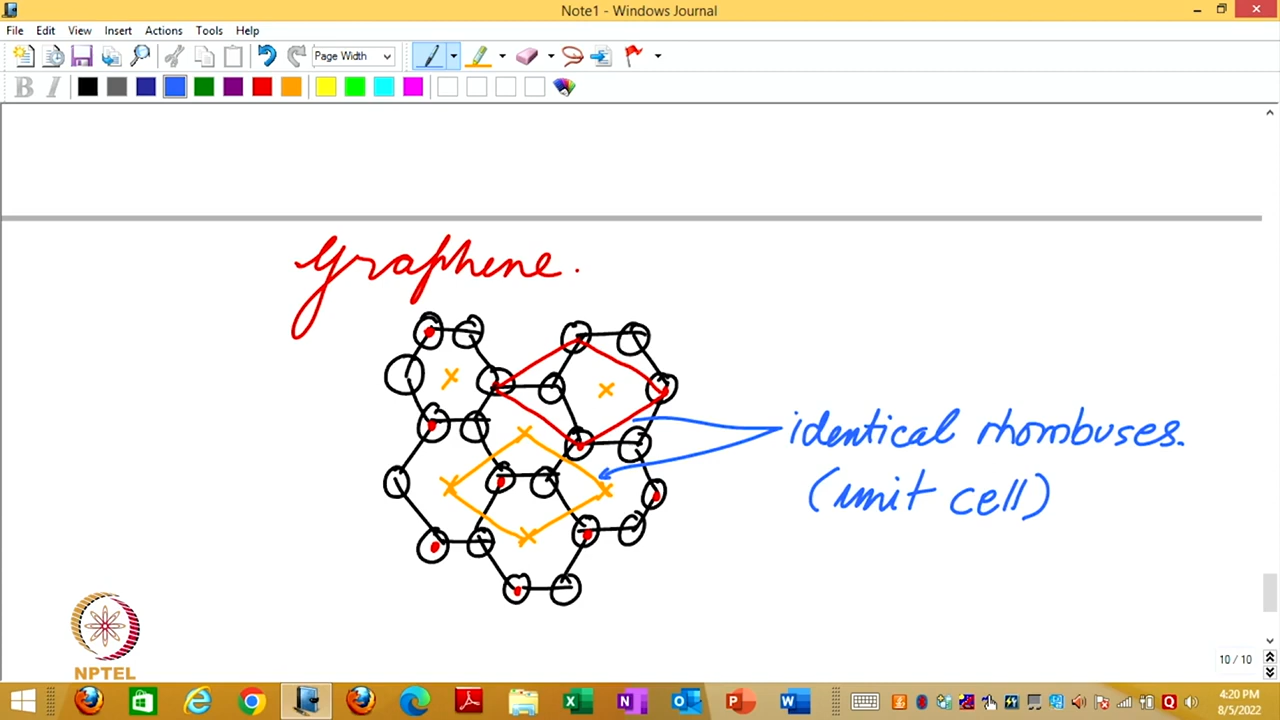 Note1 - Windows Journal
File Edit View Insert Actions Tools Help
Page Width
B I
Graphene.
identical rhombuses.
(unit cell)
NPTEL
10 / 10
4:20 PM
8/5/2022